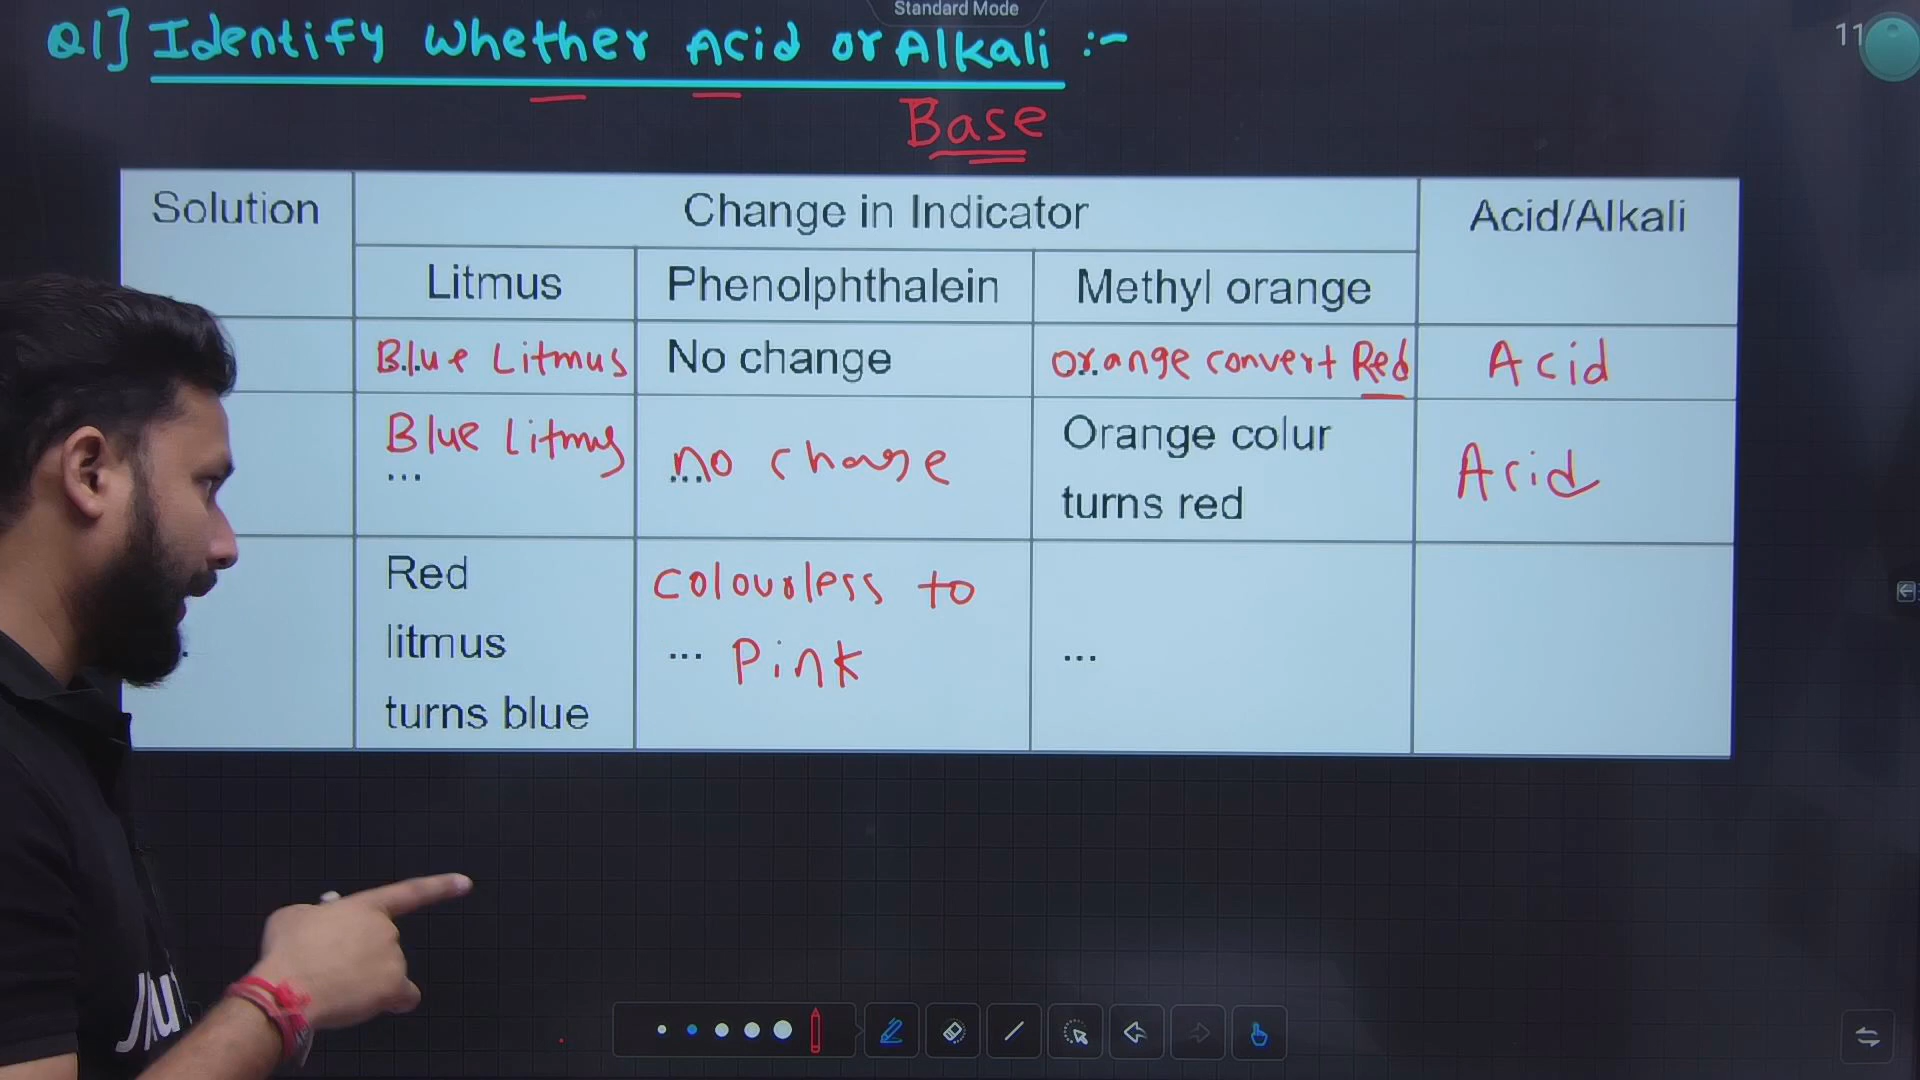 Standard Mode
Q1] Identify whether Acid or Alkali :-
11
Base
Solution
Change in Indicator
Acid/Alkali
Litmus
Phenolphthalein
Methyl orange
Blue Litmus
No change
orange convert Red
...
Acid
Blue Litmus
...
no change
...
Orange colur
turns red
Acid
Red
litmus
turns blue
colourless to
... Pink
...